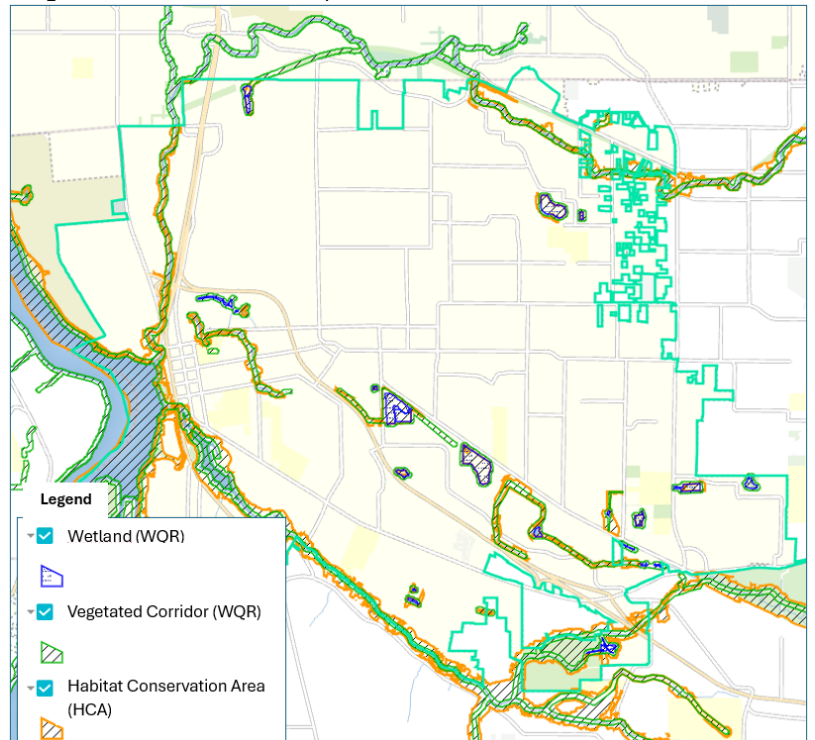 Legend
Wetland (WQR)
Vegetated Corridor (WQR)
Habitat Conservation Area
(HCA)